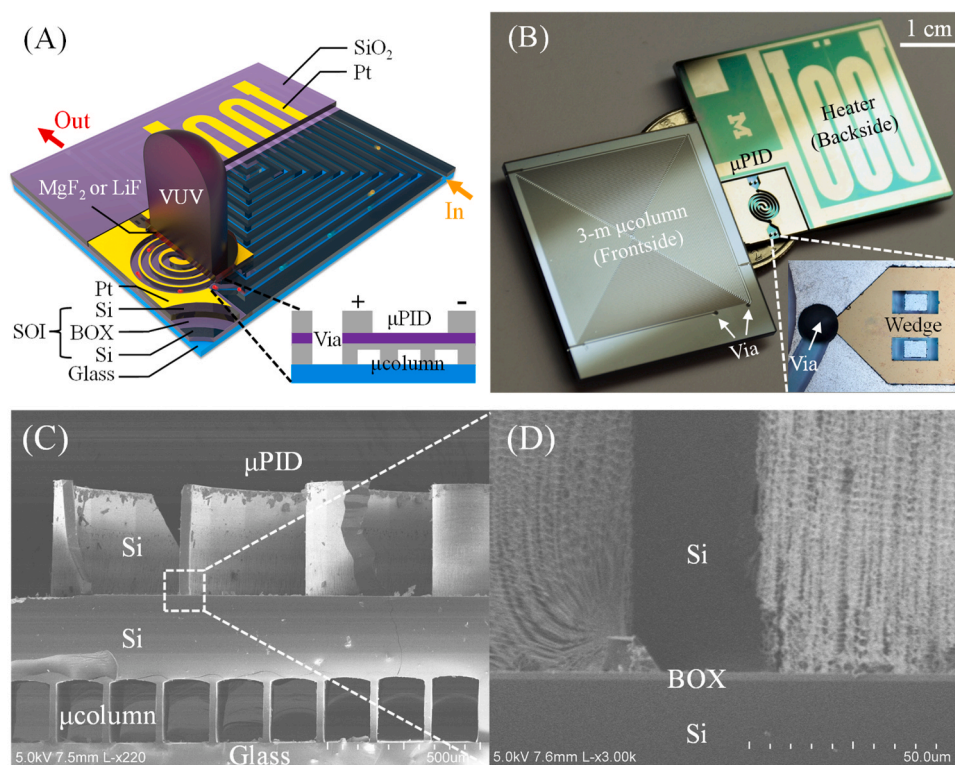 (A)
SiO₂
Pt
Out
MgF₂ or LiF
VUV
In
Pt
Si
SOI
BOX
Si
Glass
+
-
μPID
Via
μcolumn
(B)
1 cm
Heater
(Backside)
M
μPID
3-m μcolumn
(Frontside)
Via
Wedge
Via
(C)
μPID
Si
Si
μcolumn
Glass
5.0kV 7.5mm L-x220
500um
(D)
Si
BOX
Si
5.0kV 7.6mm L-x3.00k
50.0um